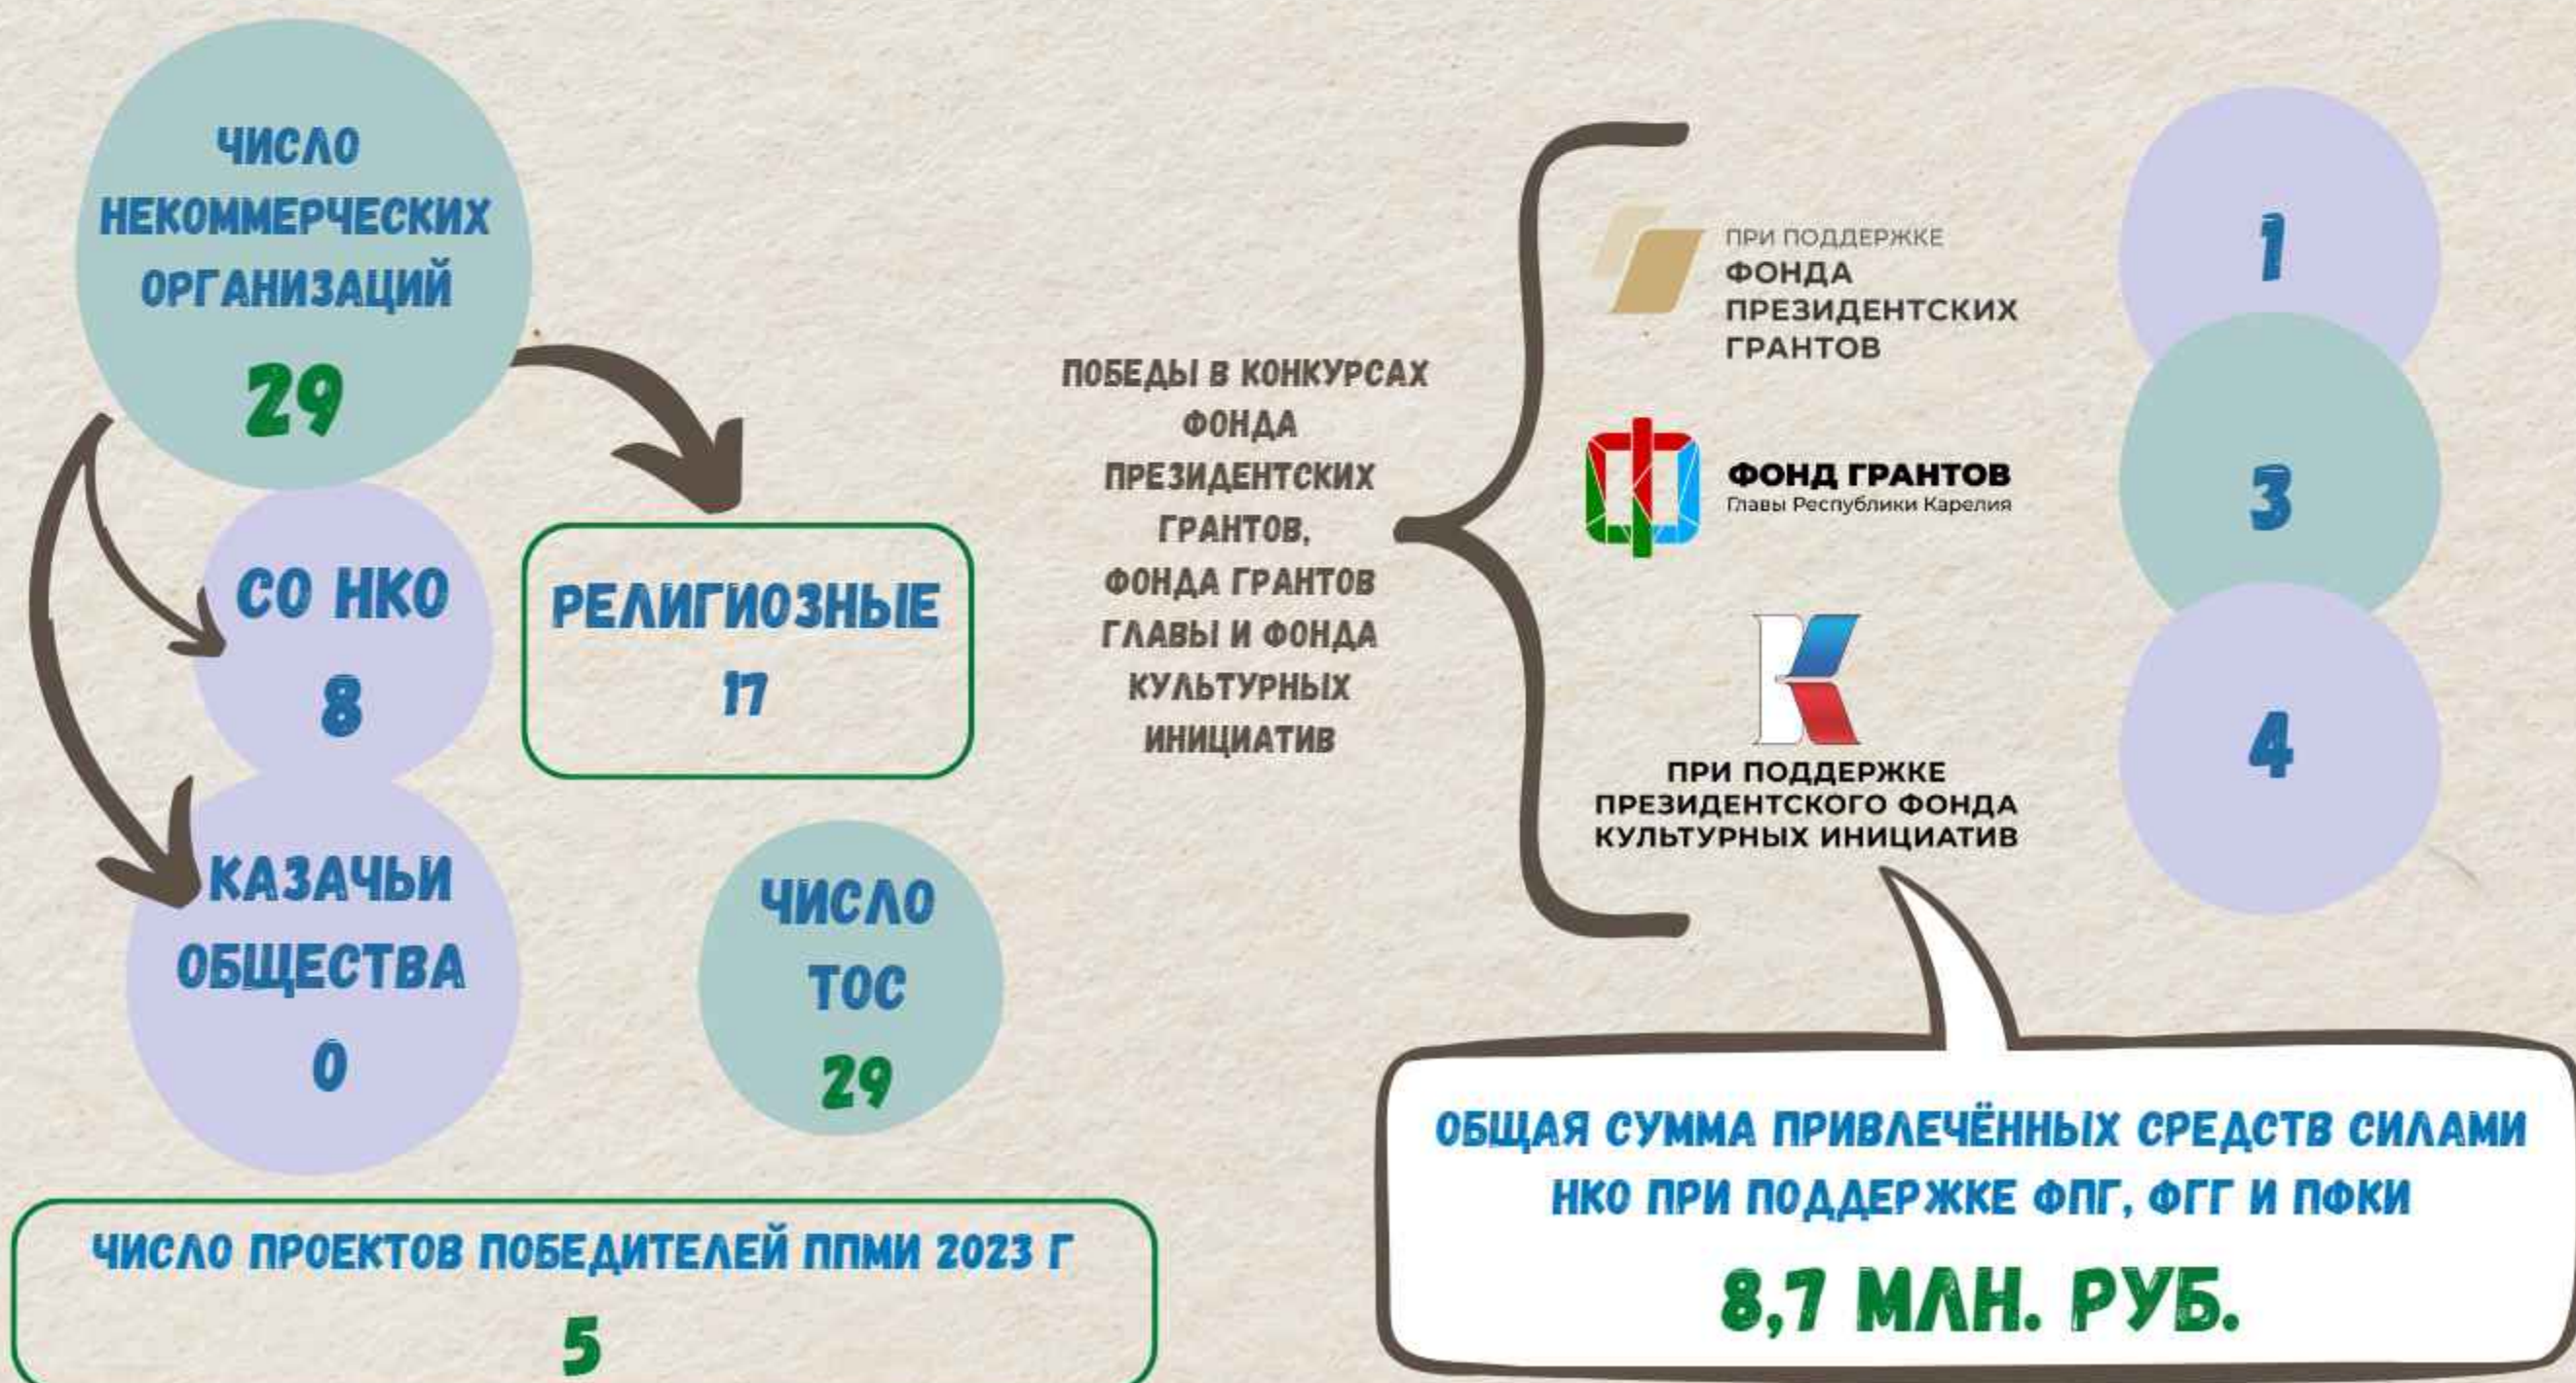 ЧИСЛО
НЕКОММЕРЧЕСКИХ
ОРГАНИЗАЦИЙ
29
СО НКО
8
КАЗАЧЬИ
ОБЩЕСТВА
0
РЕЛИГИОЗНЫЕ
17
ЧИСЛО
ТОС
29
ЧИСЛО ПРОЕКТОВ ПОБЕДИТЕЛЕЙ ППМИ 2023 Г
5
ПОБЕДЫ В КОНКУРСАХ
ФОНДА
ПРЕЗИДЕНТСКИХ
ГРАНТОВ,
ФОНДА ГРАНТОВ
ГЛАВЫ И ФОНДА
КУЛЬТУРНЫХ
ИНИЦИАТИВ
ПРИ ПОДДЕРЖКЕ
ФОНДА
ПРЕЗИДЕНТСКИХ
ГРАНТОВ
1
ФОНД ГРАНТОВ
Главы Республики Карелия
3
ПРИ ПОДДЕРЖКЕ
ПРЕЗИДЕНТСКОГО ФОНДА
КУЛЬТУРНЫХ ИНИЦИАТИВ
4
ОБЩАЯ СУММА ПРИВЛЕЧЁННЫХ СРЕДСТВ СИЛАМИ
НКО ПРИ ПОДДЕРЖКЕ ФПГ, ФГГ И ПФКИ
8,7 МЛН. РУБ.